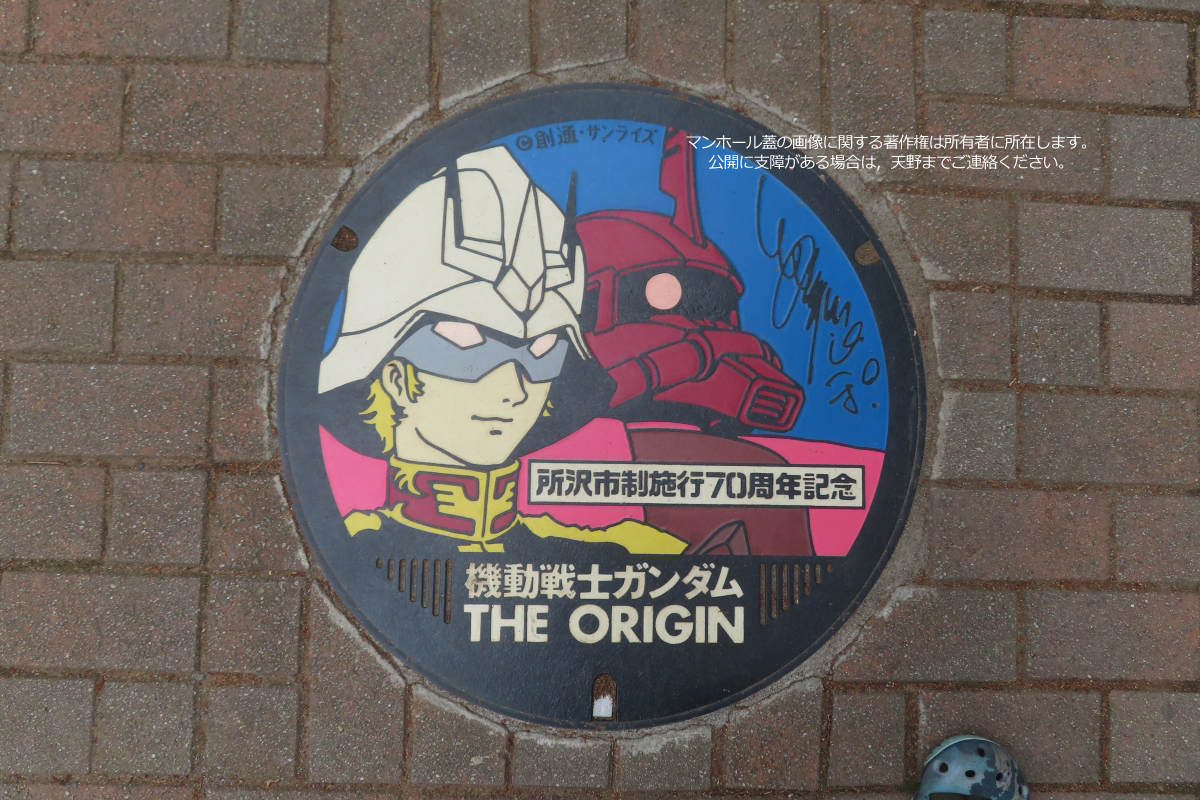 ©創通・サンライズ
マンホール蓋の画像に関する著作権は所有者に所在します。
公開に支障がある場合は，天野までご連絡ください。
所沢市制施行70周年記念
機動戦士ガンダム
THE ORIGIN